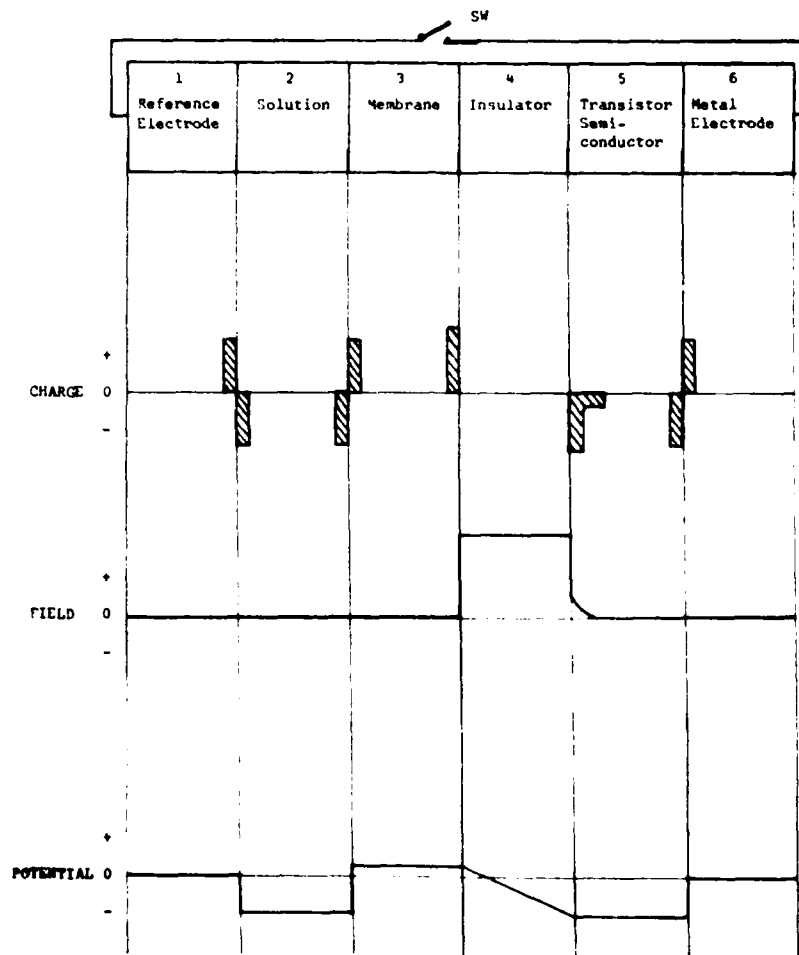 SW
1 2 3 4 5 6
Reference Electrode
Solution
Membrane
Insulator
Transistor Semi-conductor
Metal Electrode
+
CHARGE 0
-
+
FIELD 0
-
+
POTENTIAL 0
-